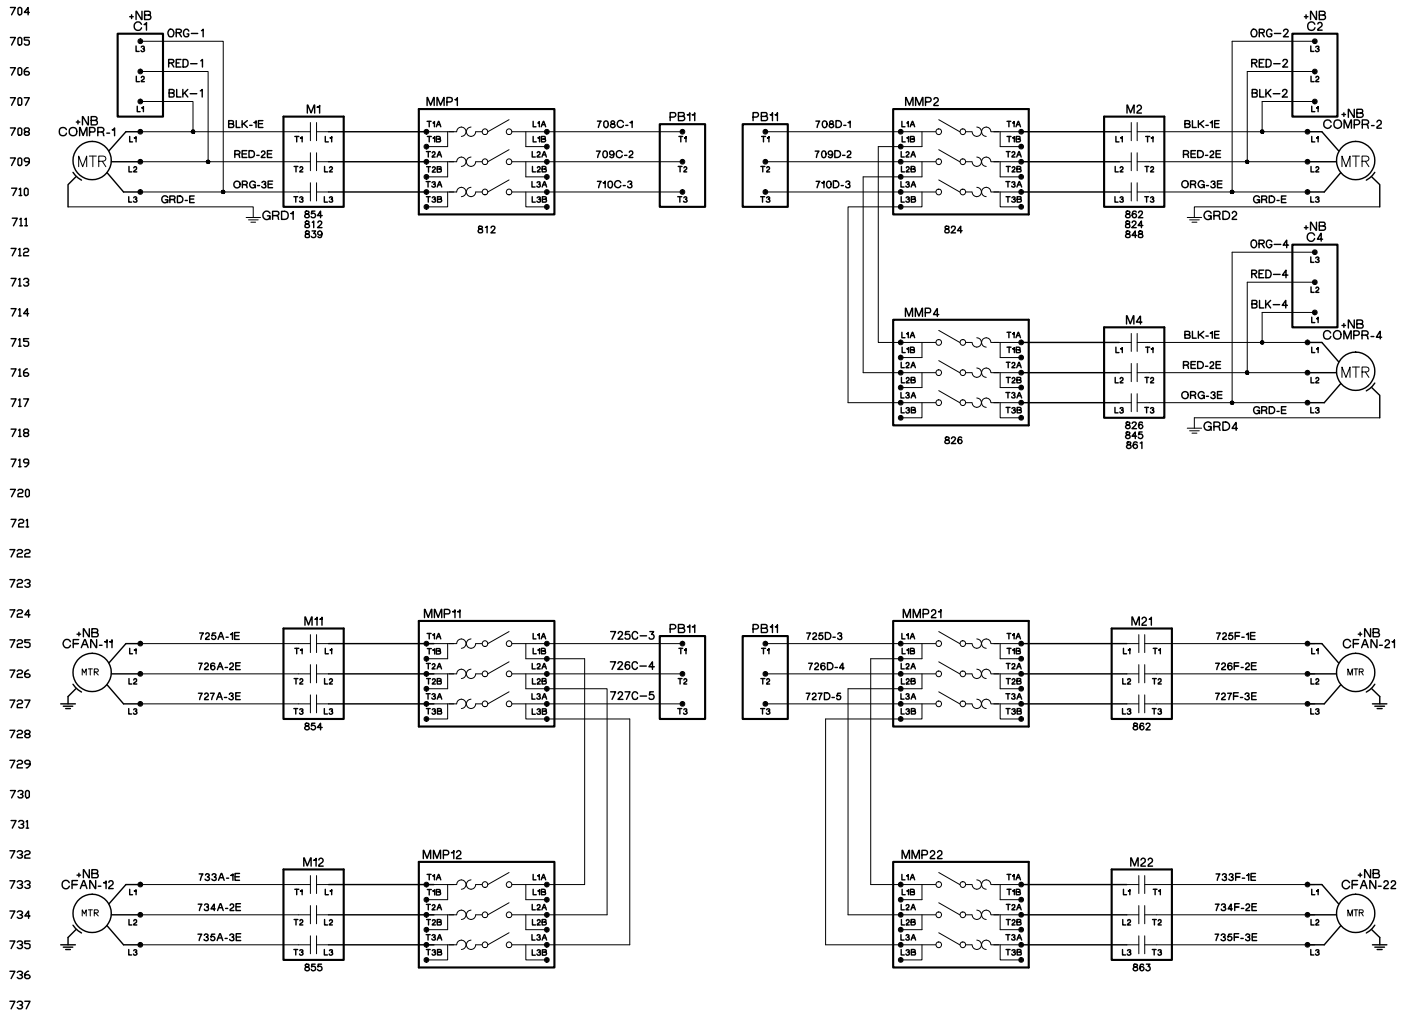 704
+NB
C1
+NB
C2
705
ORG-1
L3
ORG-2
L3
706
RED-1
L2
RED-2
L2
707
BLK-1
L1
BLK-2
L1
M1
MMP1
PB11
PB11
MMP2
M2
+NB
COMPR-1
+NB
COMPR-2
708
L1
BLK-1E
T1
L1
T1A
T1B
L1A
L1B
708C-1
T1
T1
708D-1
L1A
L1B
T1A
T1B
L1
T1
BLK-1E
L1
709
MTR
L2
RED-2E
T2
L2
T2A
T2B
L2A
L2B
709C-2
T2
T2
709D-2
L2A
L2B
T2A
T2B
L2
T2
RED-2E
L2
MTR
710
L3
ORG-3E
T3
L3
T3A
T3B
L3A
L3B
710C-3
T3
T3
710D-3
L3A
L3B
T3A
T3B
L3
T3
ORG-3E
L3
GRD-E
GRD1
GRD-E
GRD2
711
854
812
839
812
824
862
824
848
712
+NB
C4
ORG-4
L3
713
RED-4
L2
714
BLK-4
L1
MMP4
M4
+NB
COMPR-4
715
L1A
L1B
T1A
T1B
L1
T1
BLK-1E
L1
716
L2A
L2B
T2A
T2B
L2
T2
RED-2E
L2
MTR
717
L3A
L3B
T3A
T3B
L3
T3
ORG-3E
L3
GRD-E
GRD4
718
826
826
845
861
719
720
721
722
723
724
MMP11
MMP21
M11
PB11
PB11
M21
+NB
CFAN-11
+NB
CFAN-21
725
L1
725A-1E
T1
L1
T1A
T1B
L1A
L1B
725C-3
T1
T1
725D-3
L1A
L1B
T1A
T1B
L1
T1
725F-1E
L1
726
MTR
L2
726A-2E
T2
L2
T2A
T2B
L2A
L2B
726C-4
T2
T2
726D-4
L2A
L2B
T2A
T2B
L2
T2
726F-2E
L2
MTR
727
L3
727A-3E
T3
L3
T3A
T3B
L3A
L3B
727C-5
T3
T3
727D-5
L3A
L3B
T3A
T3B
L3
T3
727F-3E
L3
728
854
862
729
730
731
732
MMP12
MMP22
M12
M22
+NB
CFAN-12
+NB
CFAN-22
733
L1
733A-1E
T1
L1
T1A
T1B
L1A
L1B
L1A
L1B
T1A
T1B
L1
T1
733F-1E
L1
734
MTR
L2
734A-2E
T2
L2
T2A
T2B
L2A
L2B
L2A
L2B
T2A
T2B
L2
T2
734F-2E
L2
MTR
735
L3
735A-3E
T3
L3
T3A
T3B
L3A
L3B
L3A
L3B
T3A
T3B
L3
T3
735F-3E
L3
736
855
863
737